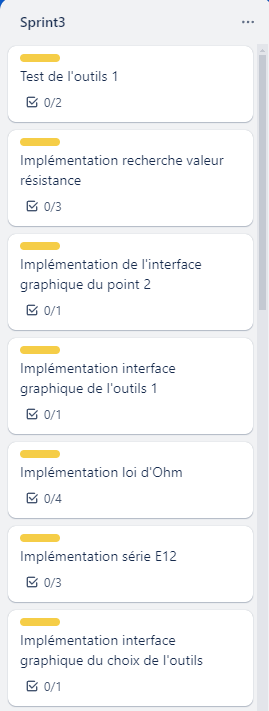 Sprint3
Test de l'outils 1
0/2
Implémentation recherche valeur
résistance
0/3
Implémentation de l'interface
graphique du point 2
0/1
Implémentation interface
graphique de l'outils 1
0/1
Implémentation loi d'Ohm
0/4
Implémentation série E12
0/3
Implémentation interface
graphique du choix de l'outils
0/1